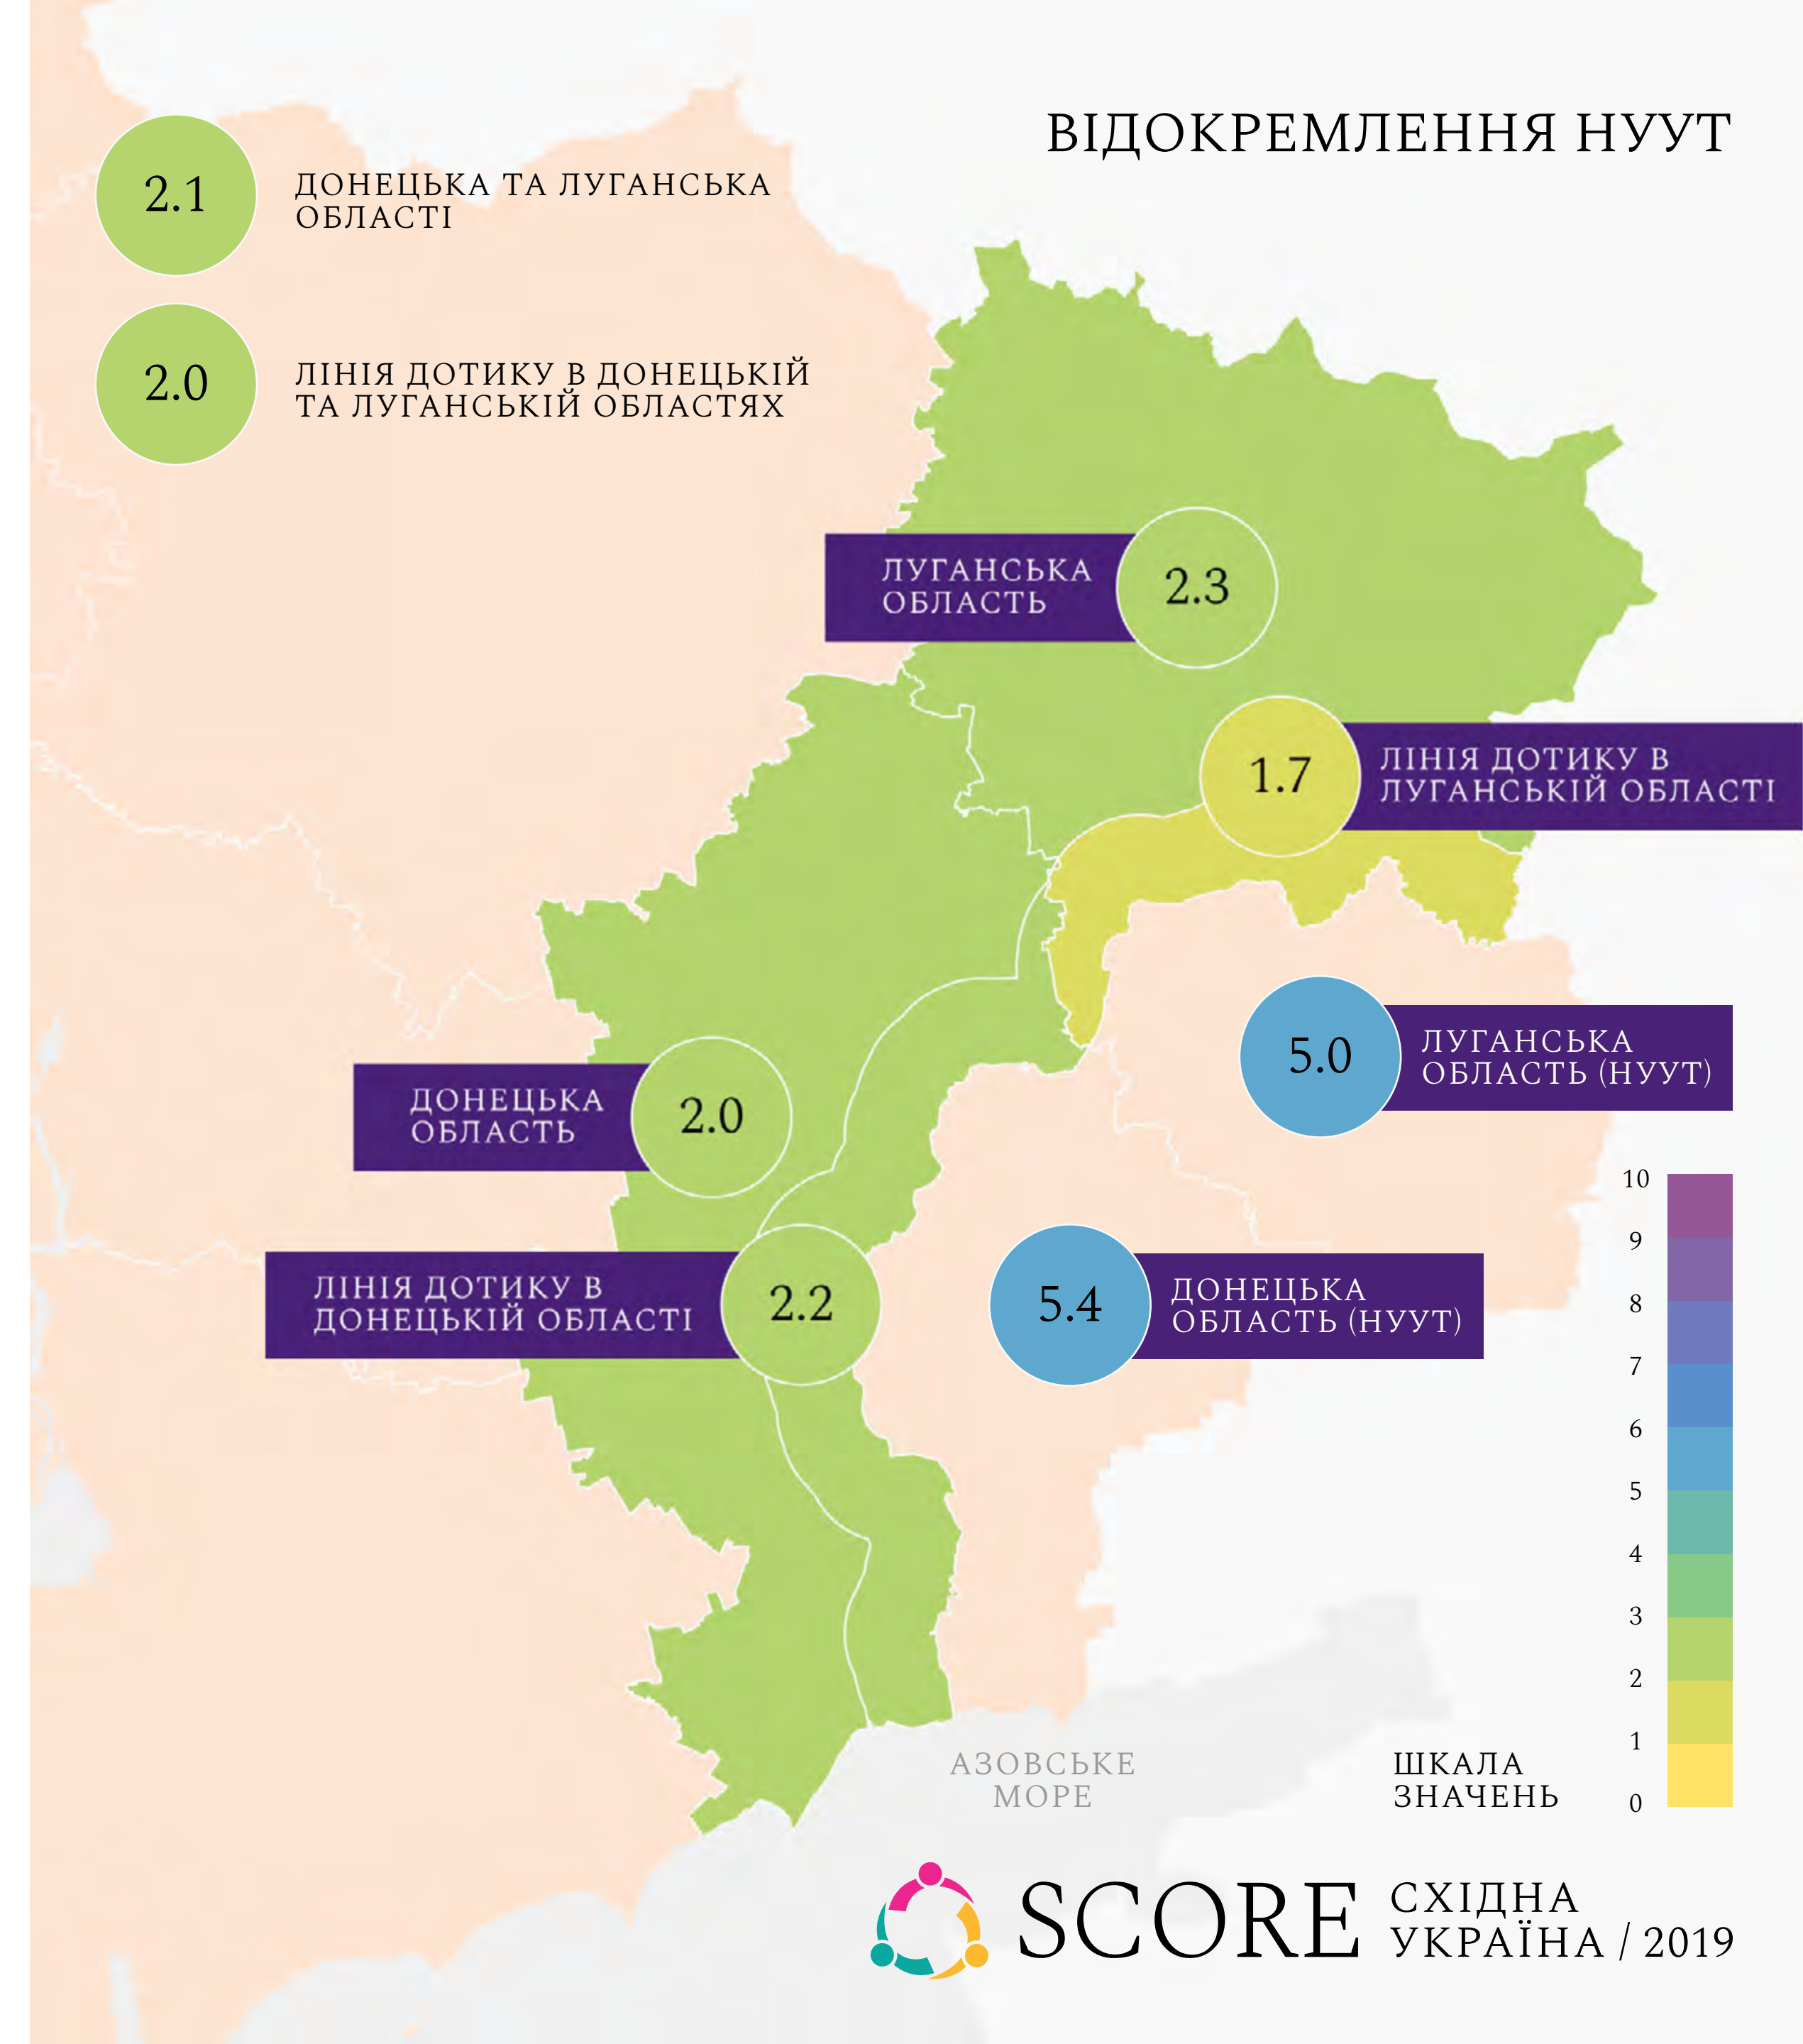 ВІДОКРЕМЛЕННЯ НУУТ
2.1
ДОНЕЦЬКА ТА ЛУГАНСЬКА
ОБЛАСТІ
2.0
ЛІНІЯ ДОТИКУ В ДОНЕЦЬКІЙ
ТА ЛУГАНСЬКІЙ ОБЛАСТЯХ
ЛУГАНСЬКА
ОБЛАСТЬ
2.3
1.7
ЛІНІЯ ДОТИКУ В
ЛУГАНСЬКІЙ ОБЛАСТІ
5.0
ЛУГАНСЬКА
ОБЛАСТЬ (НУУТ)
ДОНЕЦЬКА
ОБЛАСТЬ
2.0
ЛІНІЯ ДОТИКУ В
ДОНЕЦЬКІЙ ОБЛАСТІ
2.2
5.4
ДОНЕЦЬКА
ОБЛАСТЬ (НУУТ)
10
9
8
7
6
5
4
3
2
1
0
ШКАЛА
ЗНАЧЕНЬ
АЗОВСЬКЕ
МОРЕ
SCORE
СХІДНА
УКРАЇНА / 2019